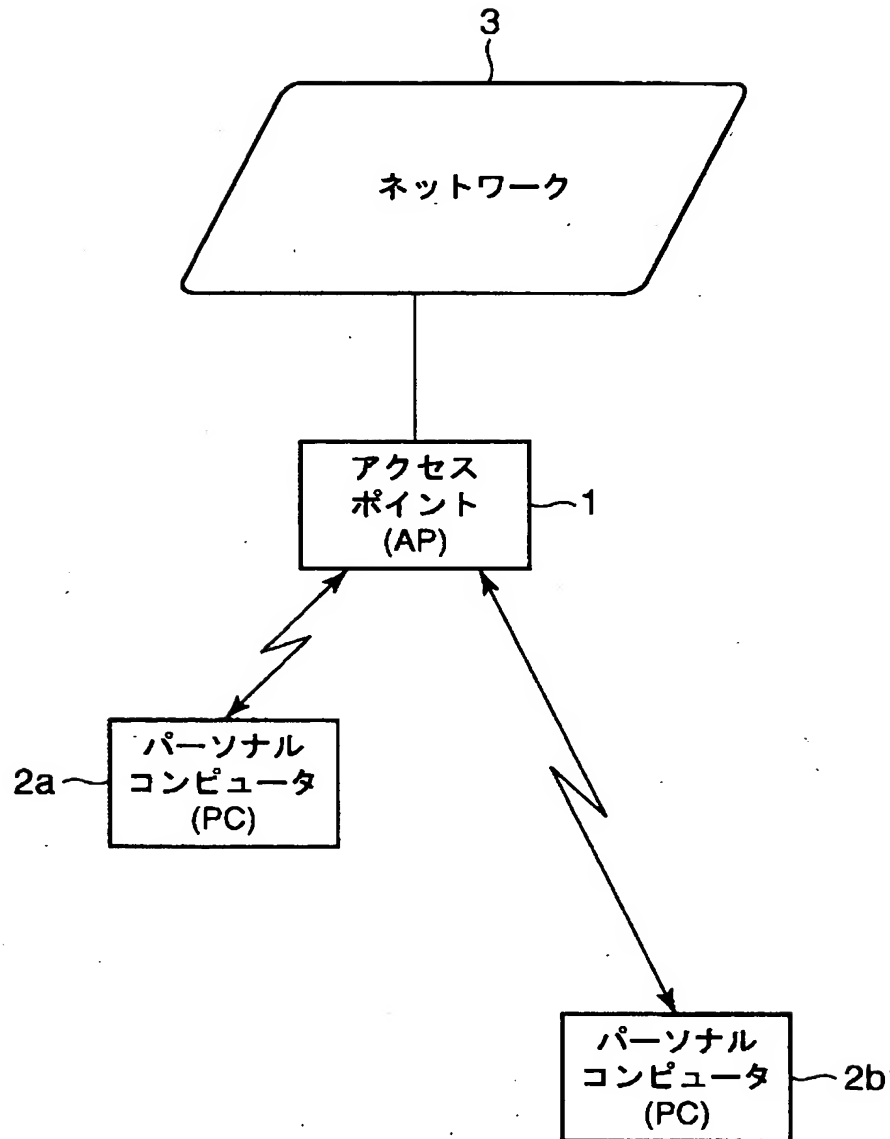 3
ネットワーク
アクセス
ポイント
(AP)
1
パーソナル
コンピュータ
(PC)
2a
パーソナル
コンピュータ
(PC)
2b